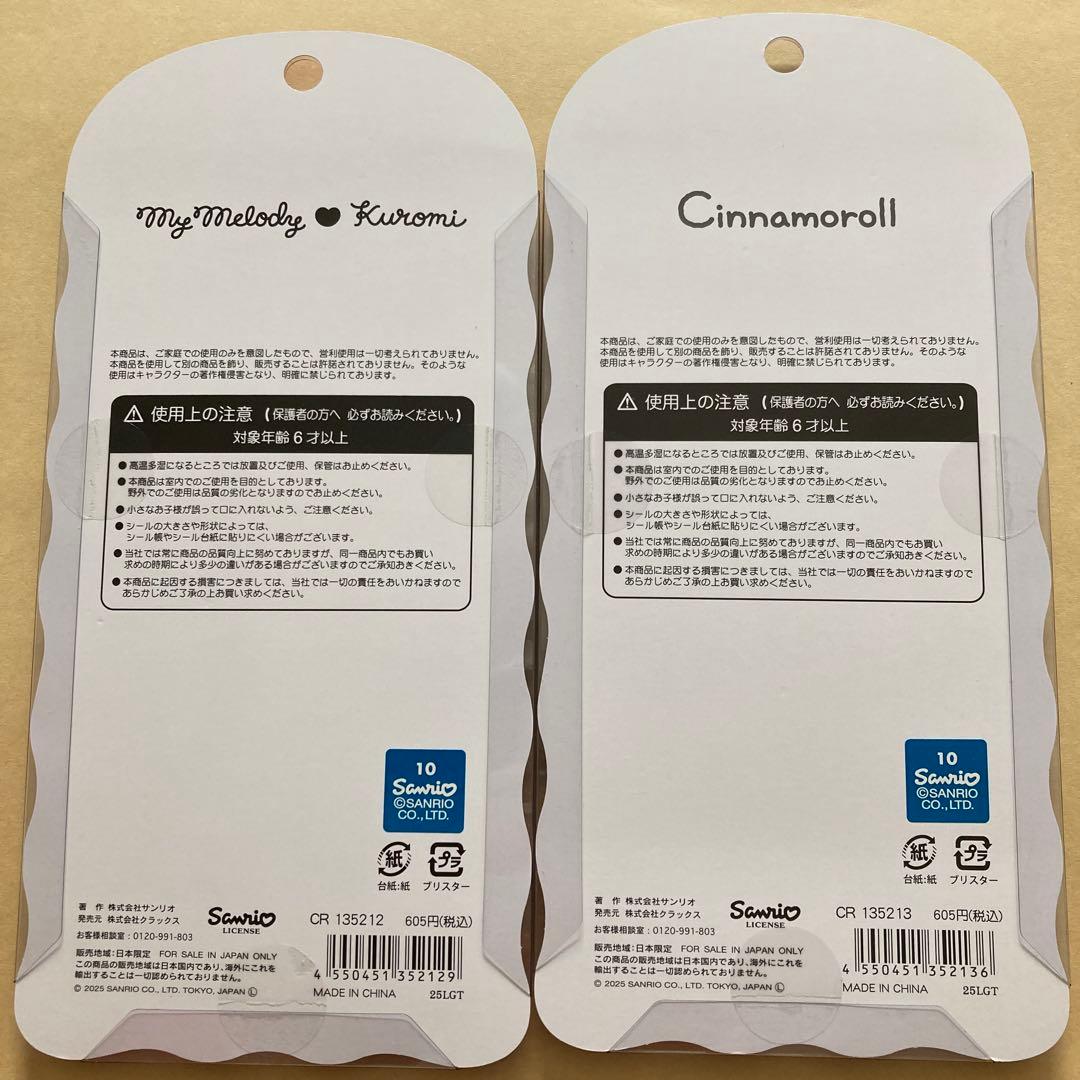 My Melody ♥ Kuromi
本商品は、ご家庭での使用のみを意図したもので、営利使用は一切考えられておりません。
本商品を使用して別の商品を飾り、販売することは許諾されておりません。そのような
使用はキャラクターの著作権侵害となり、明確に禁じられております。
⚠ 使用上の注意 (保護者の方へ 必ずお読みください。)
対象年齢6才以上
●高温多湿になるところでは放置及びご使用、保管はお止めください。
●本商品は室内でのご使用を目的としております。
野外でのご使用は品質の劣化となりますのでお止めください。
●小さなお子様が誤って口に入れないよう、ご注意ください。
●シールの大きさや形状によっては、
シール帳やシール台紙に貼りにくい場合がございます。
●当社では常に商品の品質向上に努めておりますが、同一商品内でもお買い
求めの時期により多少の違いがある場合がございますのでご承知おきください。
●本商品に起因する損害につきましては、当社では一切の責任をおいかねますので
あらかじめご了承の上お買い求めください。
10
Sanrio
©SANRIO
CO., LTD.
紙
プラ
台紙:紙
ブリスター
著 作 株式会社サンリオ
発売元 株式会社クラックス
Sanrio
LICENSE
CR 135212
605円(税込)
お客様相談室：0120-991-803
販売地域:日本限定 FOR SALE IN JAPAN ONLY
この商品の販売地域は日本国内であり、海外にこれを
輸出することは一切認められておりません。
© 2025 SANRIO CO., LTD. TOKYO, JAPAN Ⓛ
4 550451 352129
MADE IN CHINA
25LGT
Cinnamoroll
本商品は、ご家庭での使用のみを意図したもので、営利使用は一切考えられておりません。
本商品を使用して別の商品を飾り、販売することは許諾されておりません。そのような
使用はキャラクターの著作権侵害となり、明確に禁じられております。
⚠ 使用上の注意 (保護者の方へ 必ずお読みください。)
対象年齢6才以上
●高温多湿になるところでは放置及びご使用、保管はお止めください。
●本商品は室内でのご使用を目的としております。
野外でのご使用は品質の劣化となりますのでお止めください。
●小さなお子様が誤って口に入れないよう、ご注意ください。
●シールの大きさや形状によっては、
シール帳やシール台紙に貼りにくい場合がございます。
●当社では常に商品の品質向上に努めておりますが、同一商品内でもお買い
求めの時期により多少の違いがある場合がございますのでご承知おきください。
●本商品に起因する損害につきましては、当社では一切の責任をおいかねますので
あらかじめご了承の上お買い求めください。
10
Sanrio
©SANRIO
CO., LTD.
紙
プラ
台紙:紙
ブリスター
著 作 株式会社サンリオ
発売元 株式会社クラックス
Sanrio
LICENSE
CR 135213
605円(税込)
お客様相談室：0120-991-803
販売地域:日本限定 FOR SALE IN JAPAN ONLY
この商品の販売地域は日本国内であり、海外にこれを
輸出することは一切認められておりません。
© 2025 SANRIO CO., LTD. TOKYO, JAPAN Ⓛ
4 550451 352136
MADE IN CHINA
25LGT